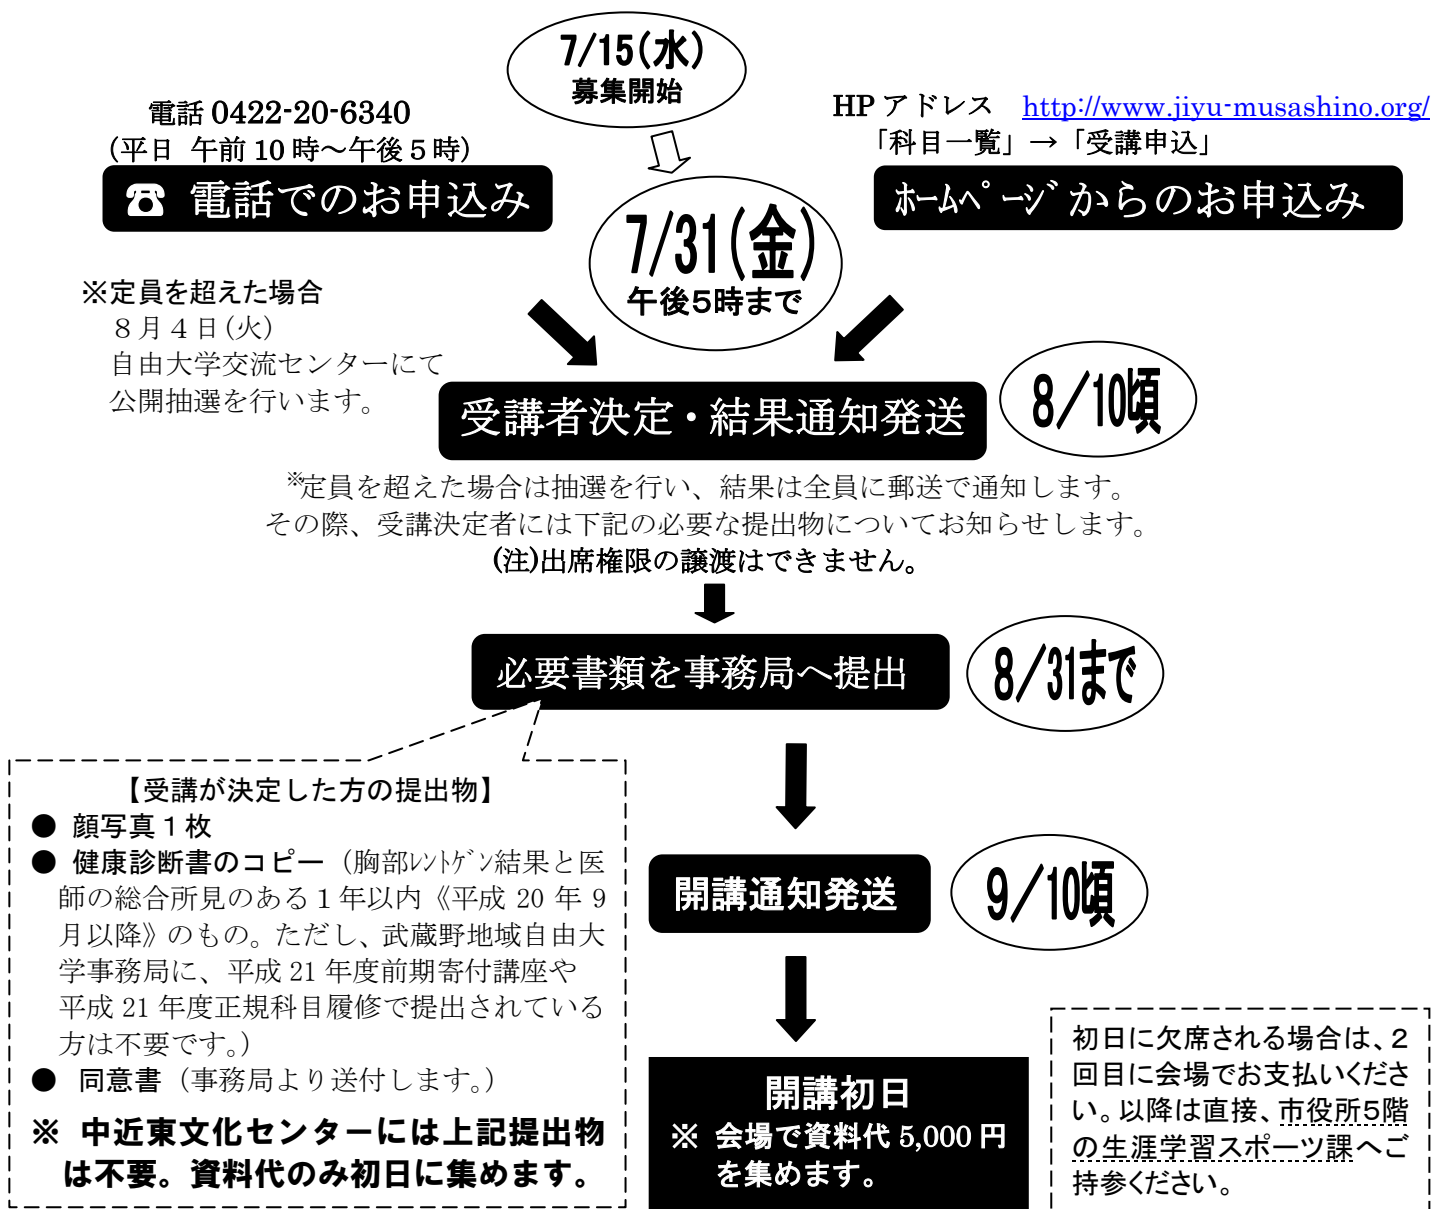 7/15(水)
募集開始
電話 0422-20-6340
(平日 午前 10 時～午後 5 時)
☎ 電話でのお申込み
HP アドレス http://www.jiyu-musashino.org/
「科目一覧」→「受講申込」
ﾎｰﾑﾍﾟｰｼﾞからのお申込み
7/31(金)
午後5時まで
※定員を超えた場合
８月４日(火)
自由大学交流センターにて
公開抽選を行います。
受講者決定・結果通知発送
8／10頃
※定員を超えた場合は抽選を行い、結果は全員に郵送で通知します。
その際、受講決定者には下記の必要な提出物についてお知らせします。
(注)出席権限の譲渡はできません。
必要書類を事務局へ提出
8／31まで
【受講が決定した方の提出物】
● 顔写真１枚
● 健康診断書のコピー（胸部ﾚﾝﾄｹﾞﾝ結果と医
師の総合所見のある１年以内《平成 20 年 9
月以降》のもの。ただし、武蔵野地域自由大
学事務局に、平成 21 年度前期寄付講座や
平成 21 年度正規科目履修で提出されている
方は不要です。）
● 同意書（事務局より送付します。）
※ 中近東文化センターには上記提出物
は不要。資料代のみ初日に集めます。
開講通知発送
9／10頃
開講初日
※ 会場で資料代 5,000 円
を集めます。
初日に欠席される場合は、２
回目に会場でお支払いくださ
い。以降は直接、市役所5階
の生涯学習スポーツ課へご
持参ください。